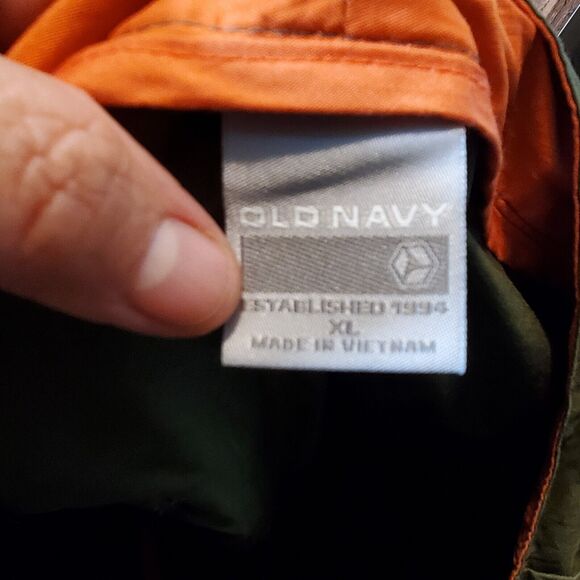 OLD NAVY
ESTABLISHED 1994
XL
MADE IN VIETNAM